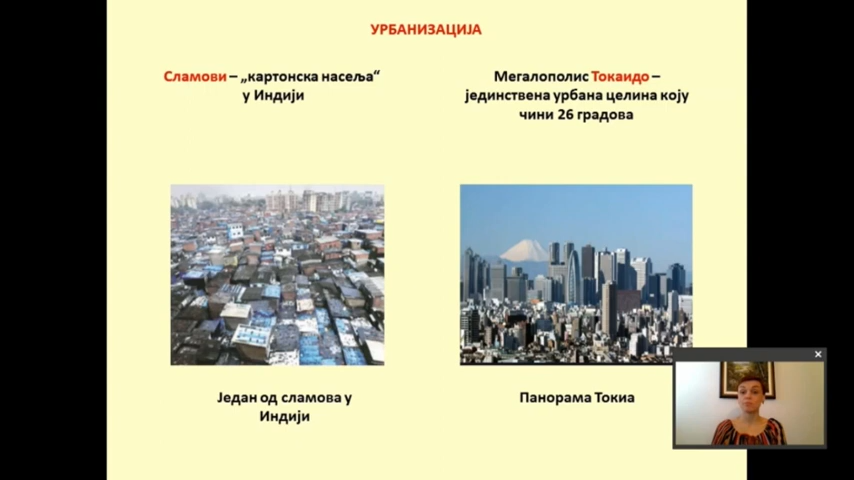 УРБАНИЗАЦИЈА
Сламови – „картонска насеља“
у Индији
Мегалополис Токаидо –
јединствена урбана целина коју
чини 26 градова
Један од сламова у
Индији
Панорама Токиа